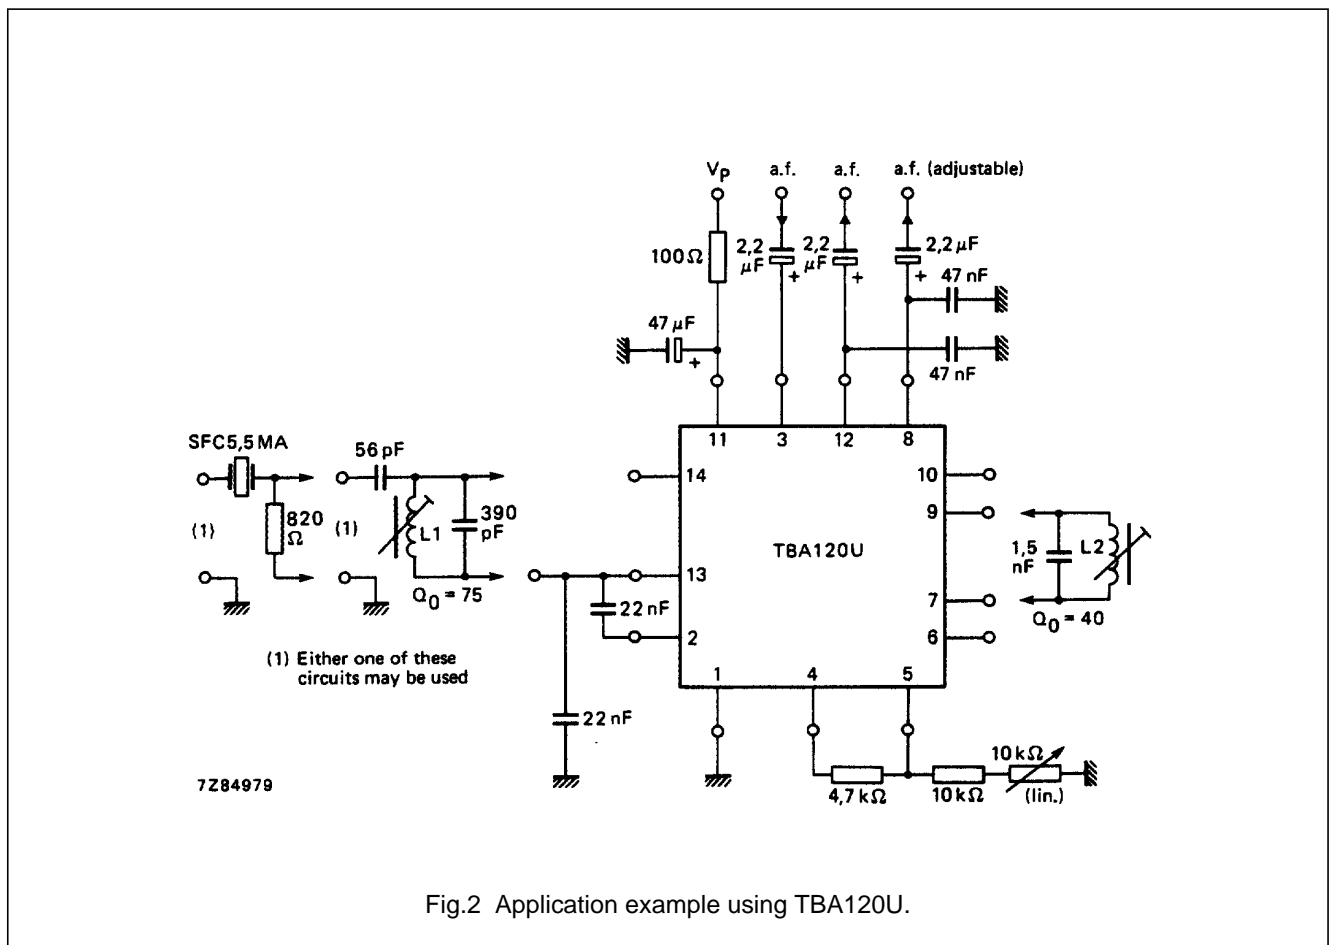 Vp a.f. a.f. a.f. (adjustable)
100Ω
2,2 µF
2,2 µF
2,2 µF
47 nF
47 µF
47 nF
+ + + +
11 3 12 8
SFC5,5MA
56 pF
14
10
9
820 Ω
(1)
(1)
L1
390 pF
TBA120U
1,5 nF
L2
13
7
Q0 = 75
22 nF
Q0 = 40
2
6
(1) Either one of these
circuits may be used
1 4 5
22 nF
10 kΩ
7Z84979
4,7 kΩ
10 kΩ
(lin.)
Fig.2 Application example using TBA120U.